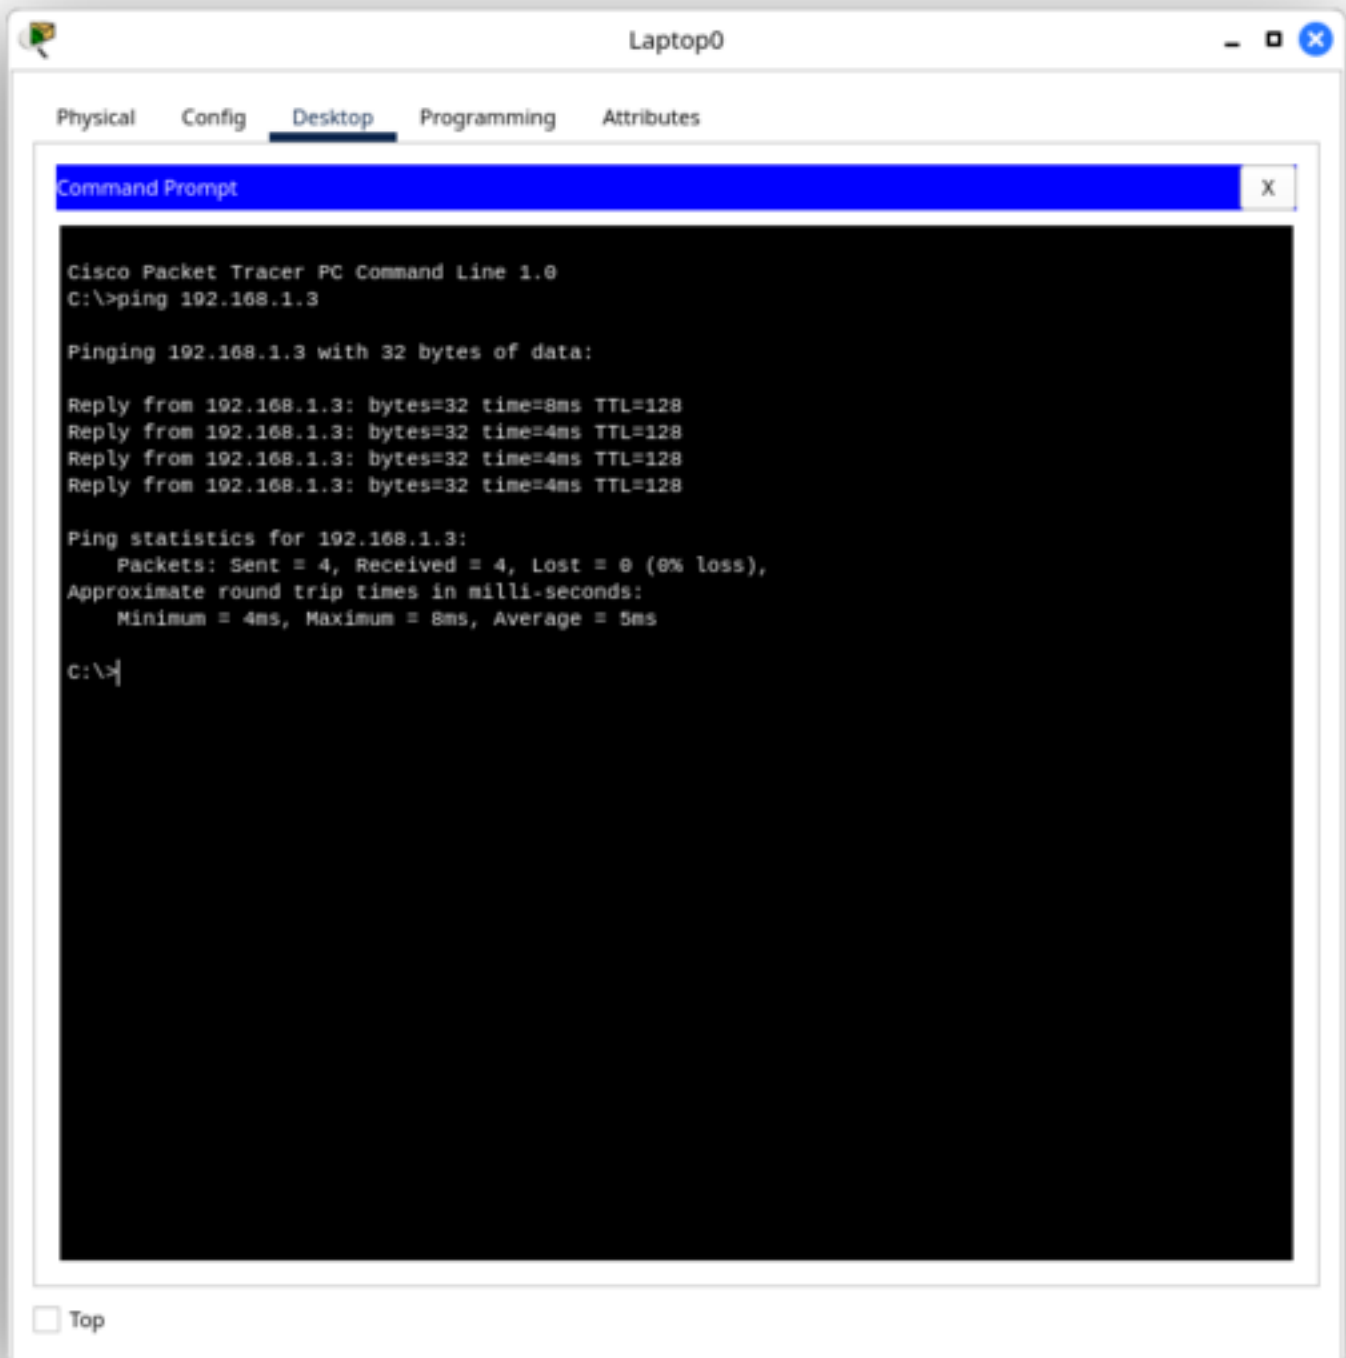 Laptop0
Physical Config Desktop Programming Attributes
Command Prompt X
Cisco Packet Tracer PC Command Line 1.0
C:\>ping 192.168.1.3
Pinging 192.168.1.3 with 32 bytes of data:
Reply from 192.168.1.3: bytes=32 time=8ms TTL=128
Reply from 192.168.1.3: bytes=32 time=4ms TTL=128
Reply from 192.168.1.3: bytes=32 time=4ms TTL=128
Reply from 192.168.1.3: bytes=32 time=4ms TTL=128
Ping statistics for 192.168.1.3:
    Packets: Sent = 4, Received = 4, Lost = 0 (0% loss),
Approximate round trip times in milli-seconds:
    Minimum = 4ms, Maximum = 8ms, Average = 5ms
C:\>
Top